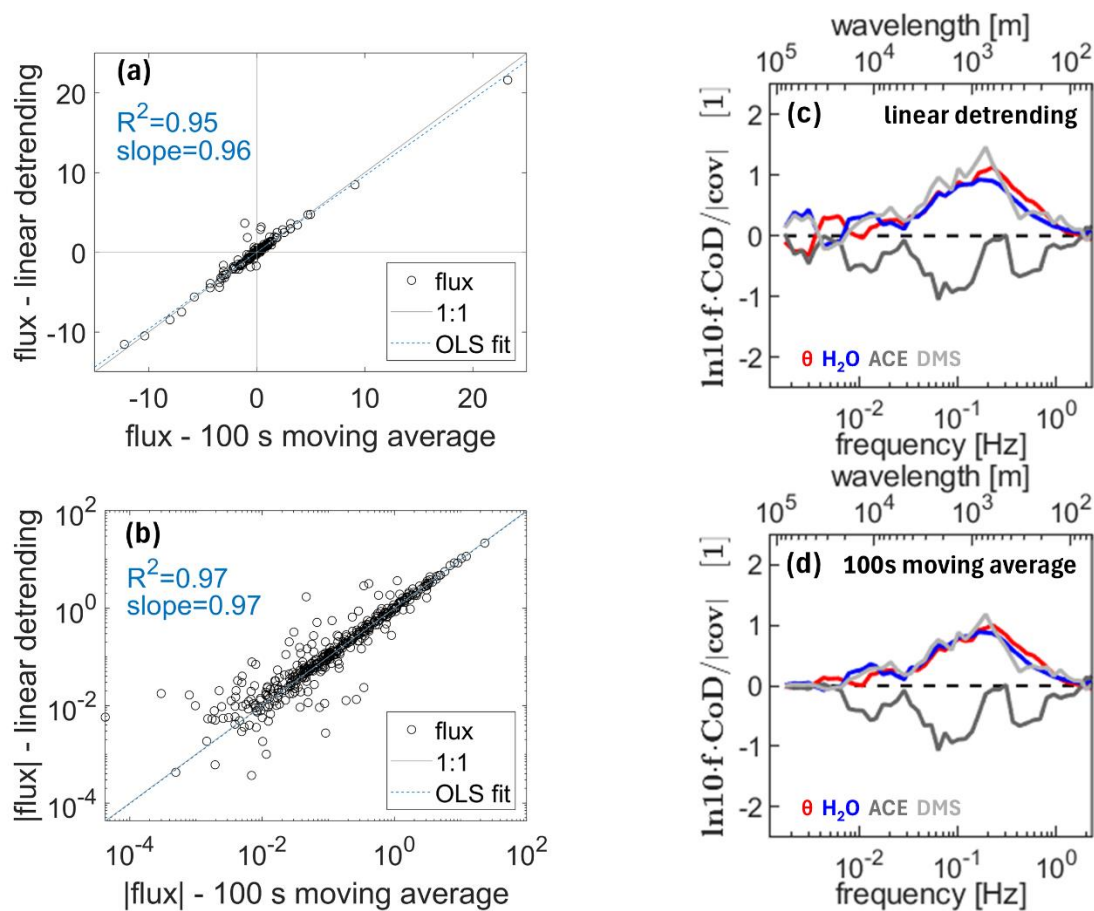 (a)
R²=0.95
slope=0.96
flux - linear detrending
20
10
0
-10
flux
1:1
OLS fit
-10 0 10 20
flux - 100 s moving average
(b)
R²=0.97
slope=0.97
|flux| - linear detrending
10²
10⁰
10⁻²
10⁻⁴
flux
1:1
OLS fit
10⁻⁴ 10⁻² 10⁰ 10²
|flux| - 100 s moving average
wavelength [m]
10⁵ 10⁴ 10³ 10²
(c) linear detrending
ln10·f·CoD/|cov| [1]
2
1
0
-1
-2
θ H₂O ACE DMS
10⁻² 10⁻¹ 10⁰
frequency [Hz]
wavelength [m]
10⁵ 10⁴ 10³ 10²
(d) 100s moving average
ln10·f·CoD/|cov| [1]
2
1
0
-1
-2
θ H₂O ACE DMS
10⁻² 10⁻¹ 10⁰
frequency [Hz]